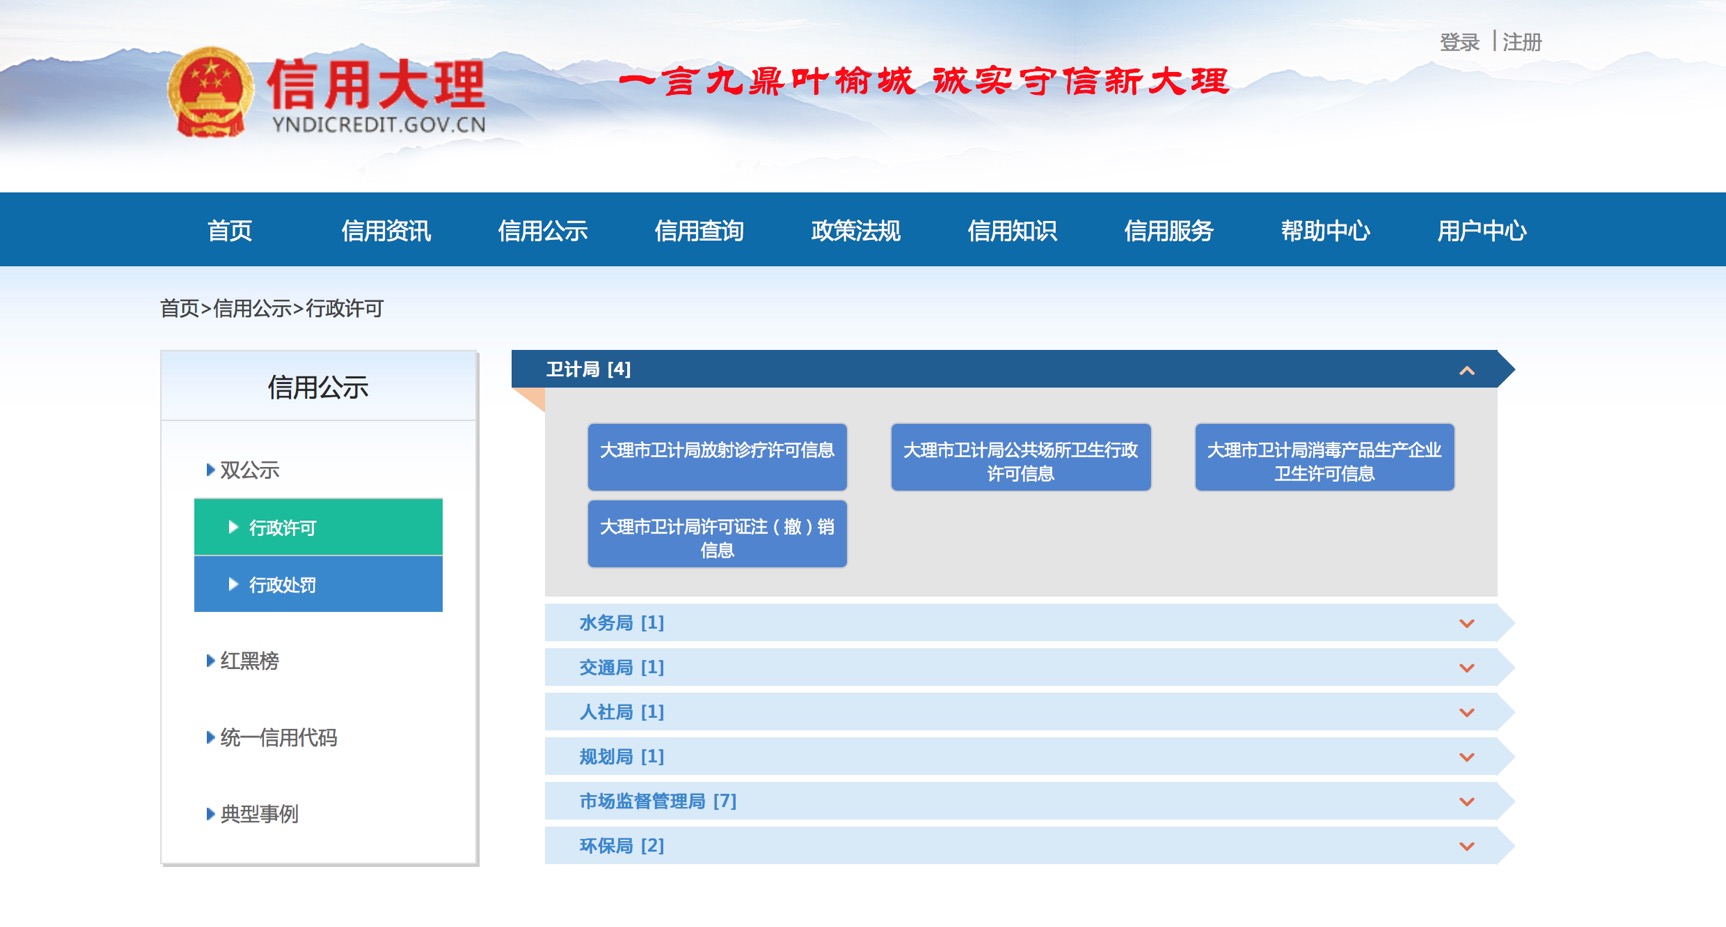 登录 | 注册
信用大理
YNDICREDIT.GOV.CN
一言九鼎叶榆城 诚实守信新大理
首页 信用资讯 信用公示 信用查询 政策法规 信用知识 信用服务 帮助中心 用户中心
首页>信用公示>行政许可
信用公示
双公示
行政许可
行政处罚
红黑榜
统一信用代码
典型事例
卫计局 [4]
大理市卫计局放射诊疗许可信息
大理市卫计局公共场所卫生行政
许可信息
大理市卫计局消毒产品生产企业
卫生许可信息
大理市卫计局许可证注（撤）销
信息
水务局 [1]
交通局 [1]
人社局 [1]
规划局 [1]
市场监督管理局 [7]
环保局 [2]